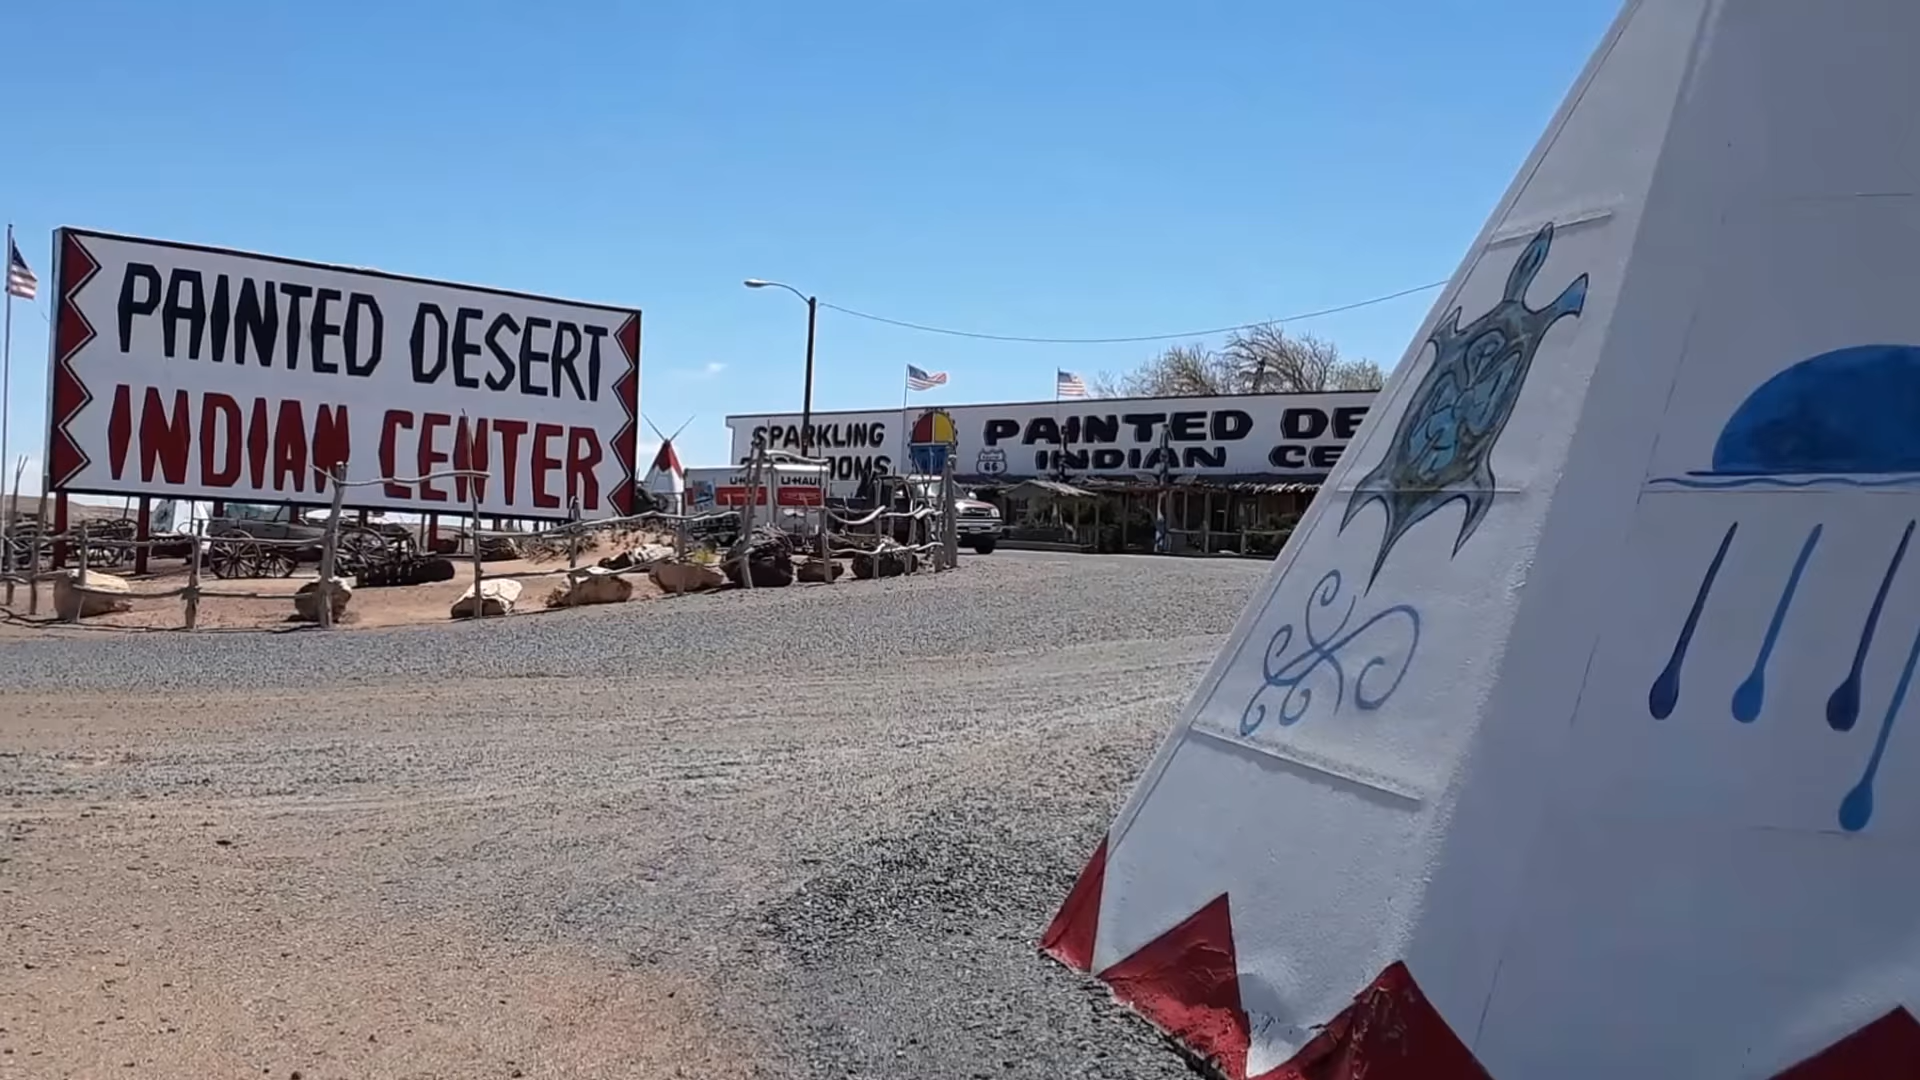 PAINTED DESERT
INDIAN CENTER
SPARKLING
PAINTED DE
INDIAN CE
66
U-HAUL